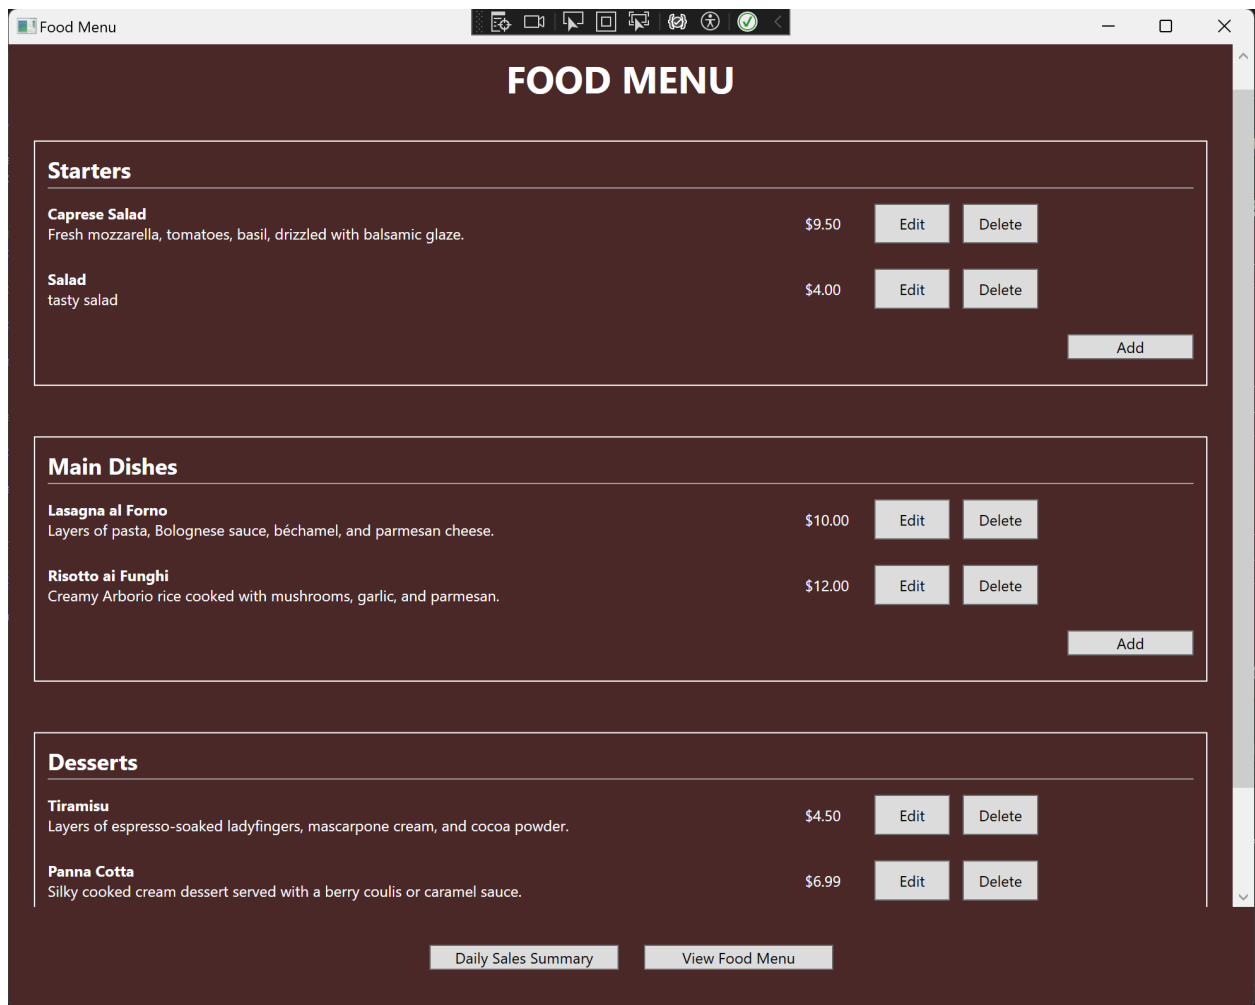 Food Menu
FOOD MENU
Starters
Caprese Salad
Fresh mozzarella, tomatoes, basil, drizzled with balsamic glaze.
$9.50
Edit
Delete
Salad
tasty salad
$4.00
Edit
Delete
Add
Main Dishes
Lasagna al Forno
Layers of pasta, Bolognese sauce, béchamel, and parmesan cheese.
$10.00
Edit
Delete
Risotto ai Funghi
Creamy Arborio rice cooked with mushrooms, garlic, and parmesan.
$12.00
Edit
Delete
Add
Desserts
Tiramisu
Layers of espresso-soaked ladyfingers, mascarpone cream, and cocoa powder.
$4.50
Edit
Delete
Panna Cotta
Silky cooked cream dessert served with a berry coulis or caramel sauce.
$6.99
Edit
Delete
Daily Sales Summary
View Food Menu